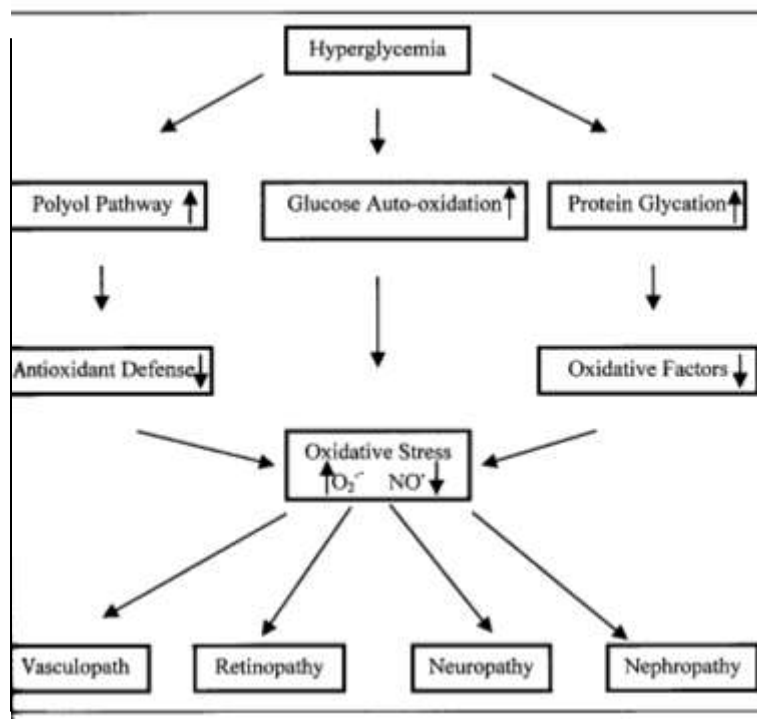 Hyperglycemia
Polyol Pathway ↑
Glucose Auto-oxidation ↑
Protein Glycation ↑
Antioxidant Defense ↓
Oxidative Factors ↓
Oxidative Stress
↑ O₂·⁻ NO· ↓
Vasculopath
Retinopathy
Neuropathy
Nephropathy